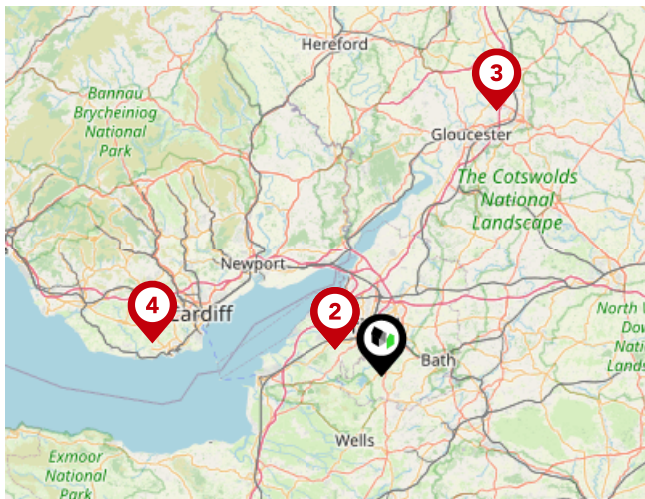 Hereford
Bannau
Brycheiniog
National
Park
3
Gloucester
The Cotswolds
National
Landscape
Newport
4
Cardiff
2
North
Dow
Nati
Lands
Bath
Wells
Exmoor
National
Park